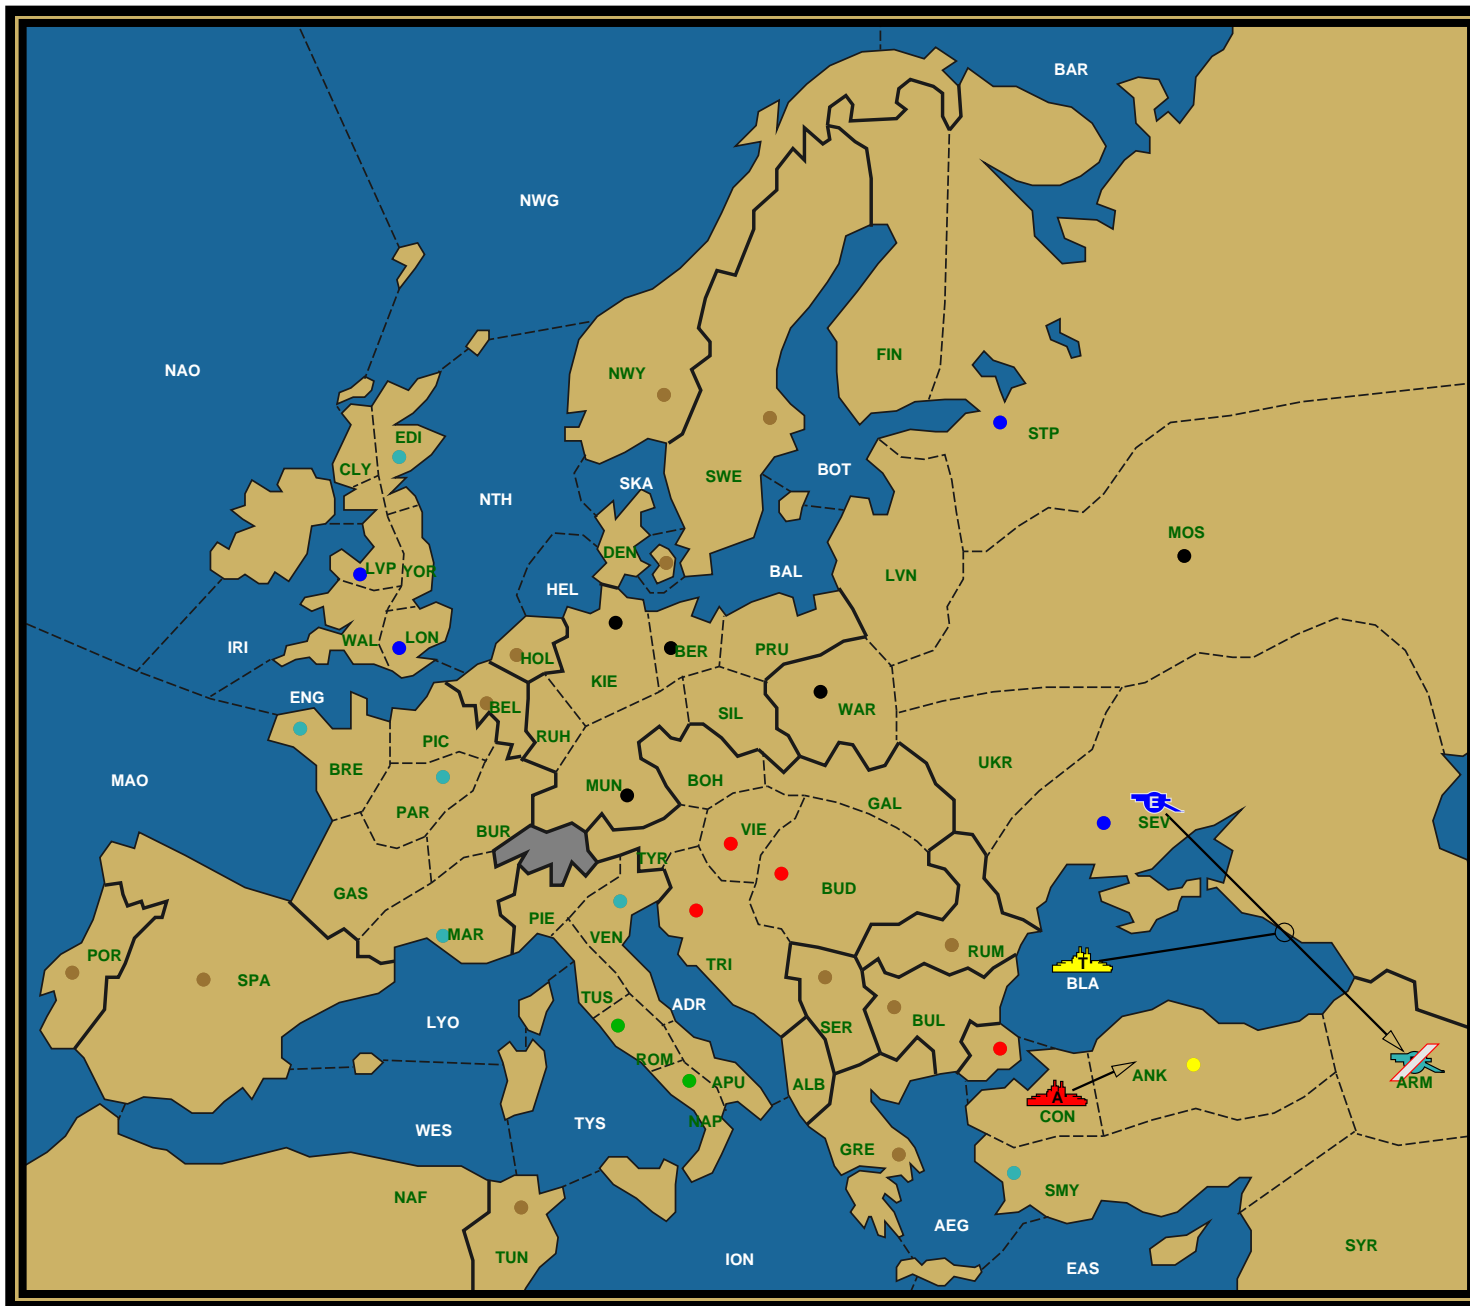 BAR
NWG
NAO
FIN
NWY
EDI
STP
CLY
SKA
BOT
SWE
NTH
MOS
DEN
LVP
YOR
BAL
LVN
HEL
WAL
LON
IRI
HOL
BER
PRU
KIE
ENG
BEL
SIL
WAR
RUH
PIC
BRE
UKR
MAO
MUN
BOH
GAL
E
PAR
SEV
BUR
VIE
TYR
BUD
GAS
PIE
MAR
VEN
POR
RUM
T
SPA
TRI
BLA
TUS
ADR
LYO
BUL
SER
ROM
ANK
APU
ALB
ARM
A
CON
NAP
WES
TYS
GRE
SMY
NAF
AEG
SYR
TUN
ION
EAS